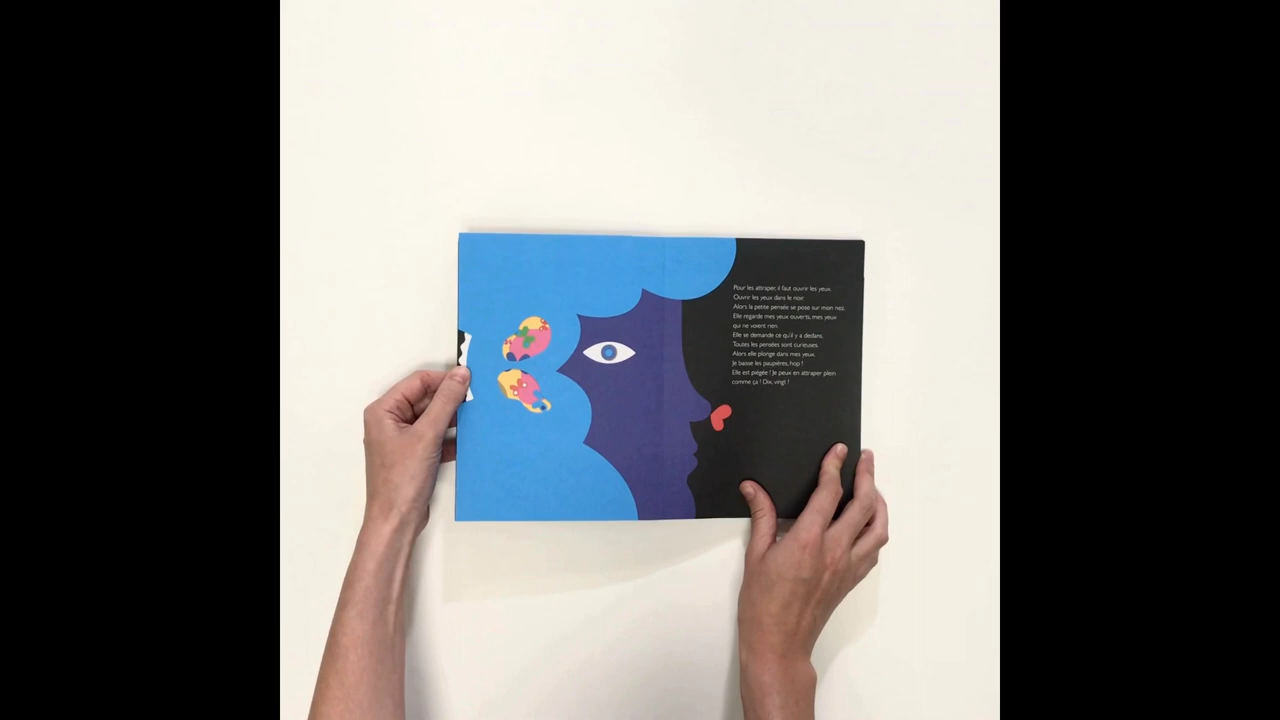 Pour les attraper, il faut ouvrir les yeux.
Ouvrir les yeux dans le noir.
Alors la petite pensée se pose sur mon nez.
Elle regarde mes yeux ouverts, mes yeux
qui ne voient rien.
Elle se demande ce qu'il y a dedans.
Toutes les pensées sont curieuses.
Alors elle plonge dans mes yeux.
Je baisse les paupières, hop !
Elle est piégée ! Je peux en attraper plein
comme ça ! Dix, vingt !